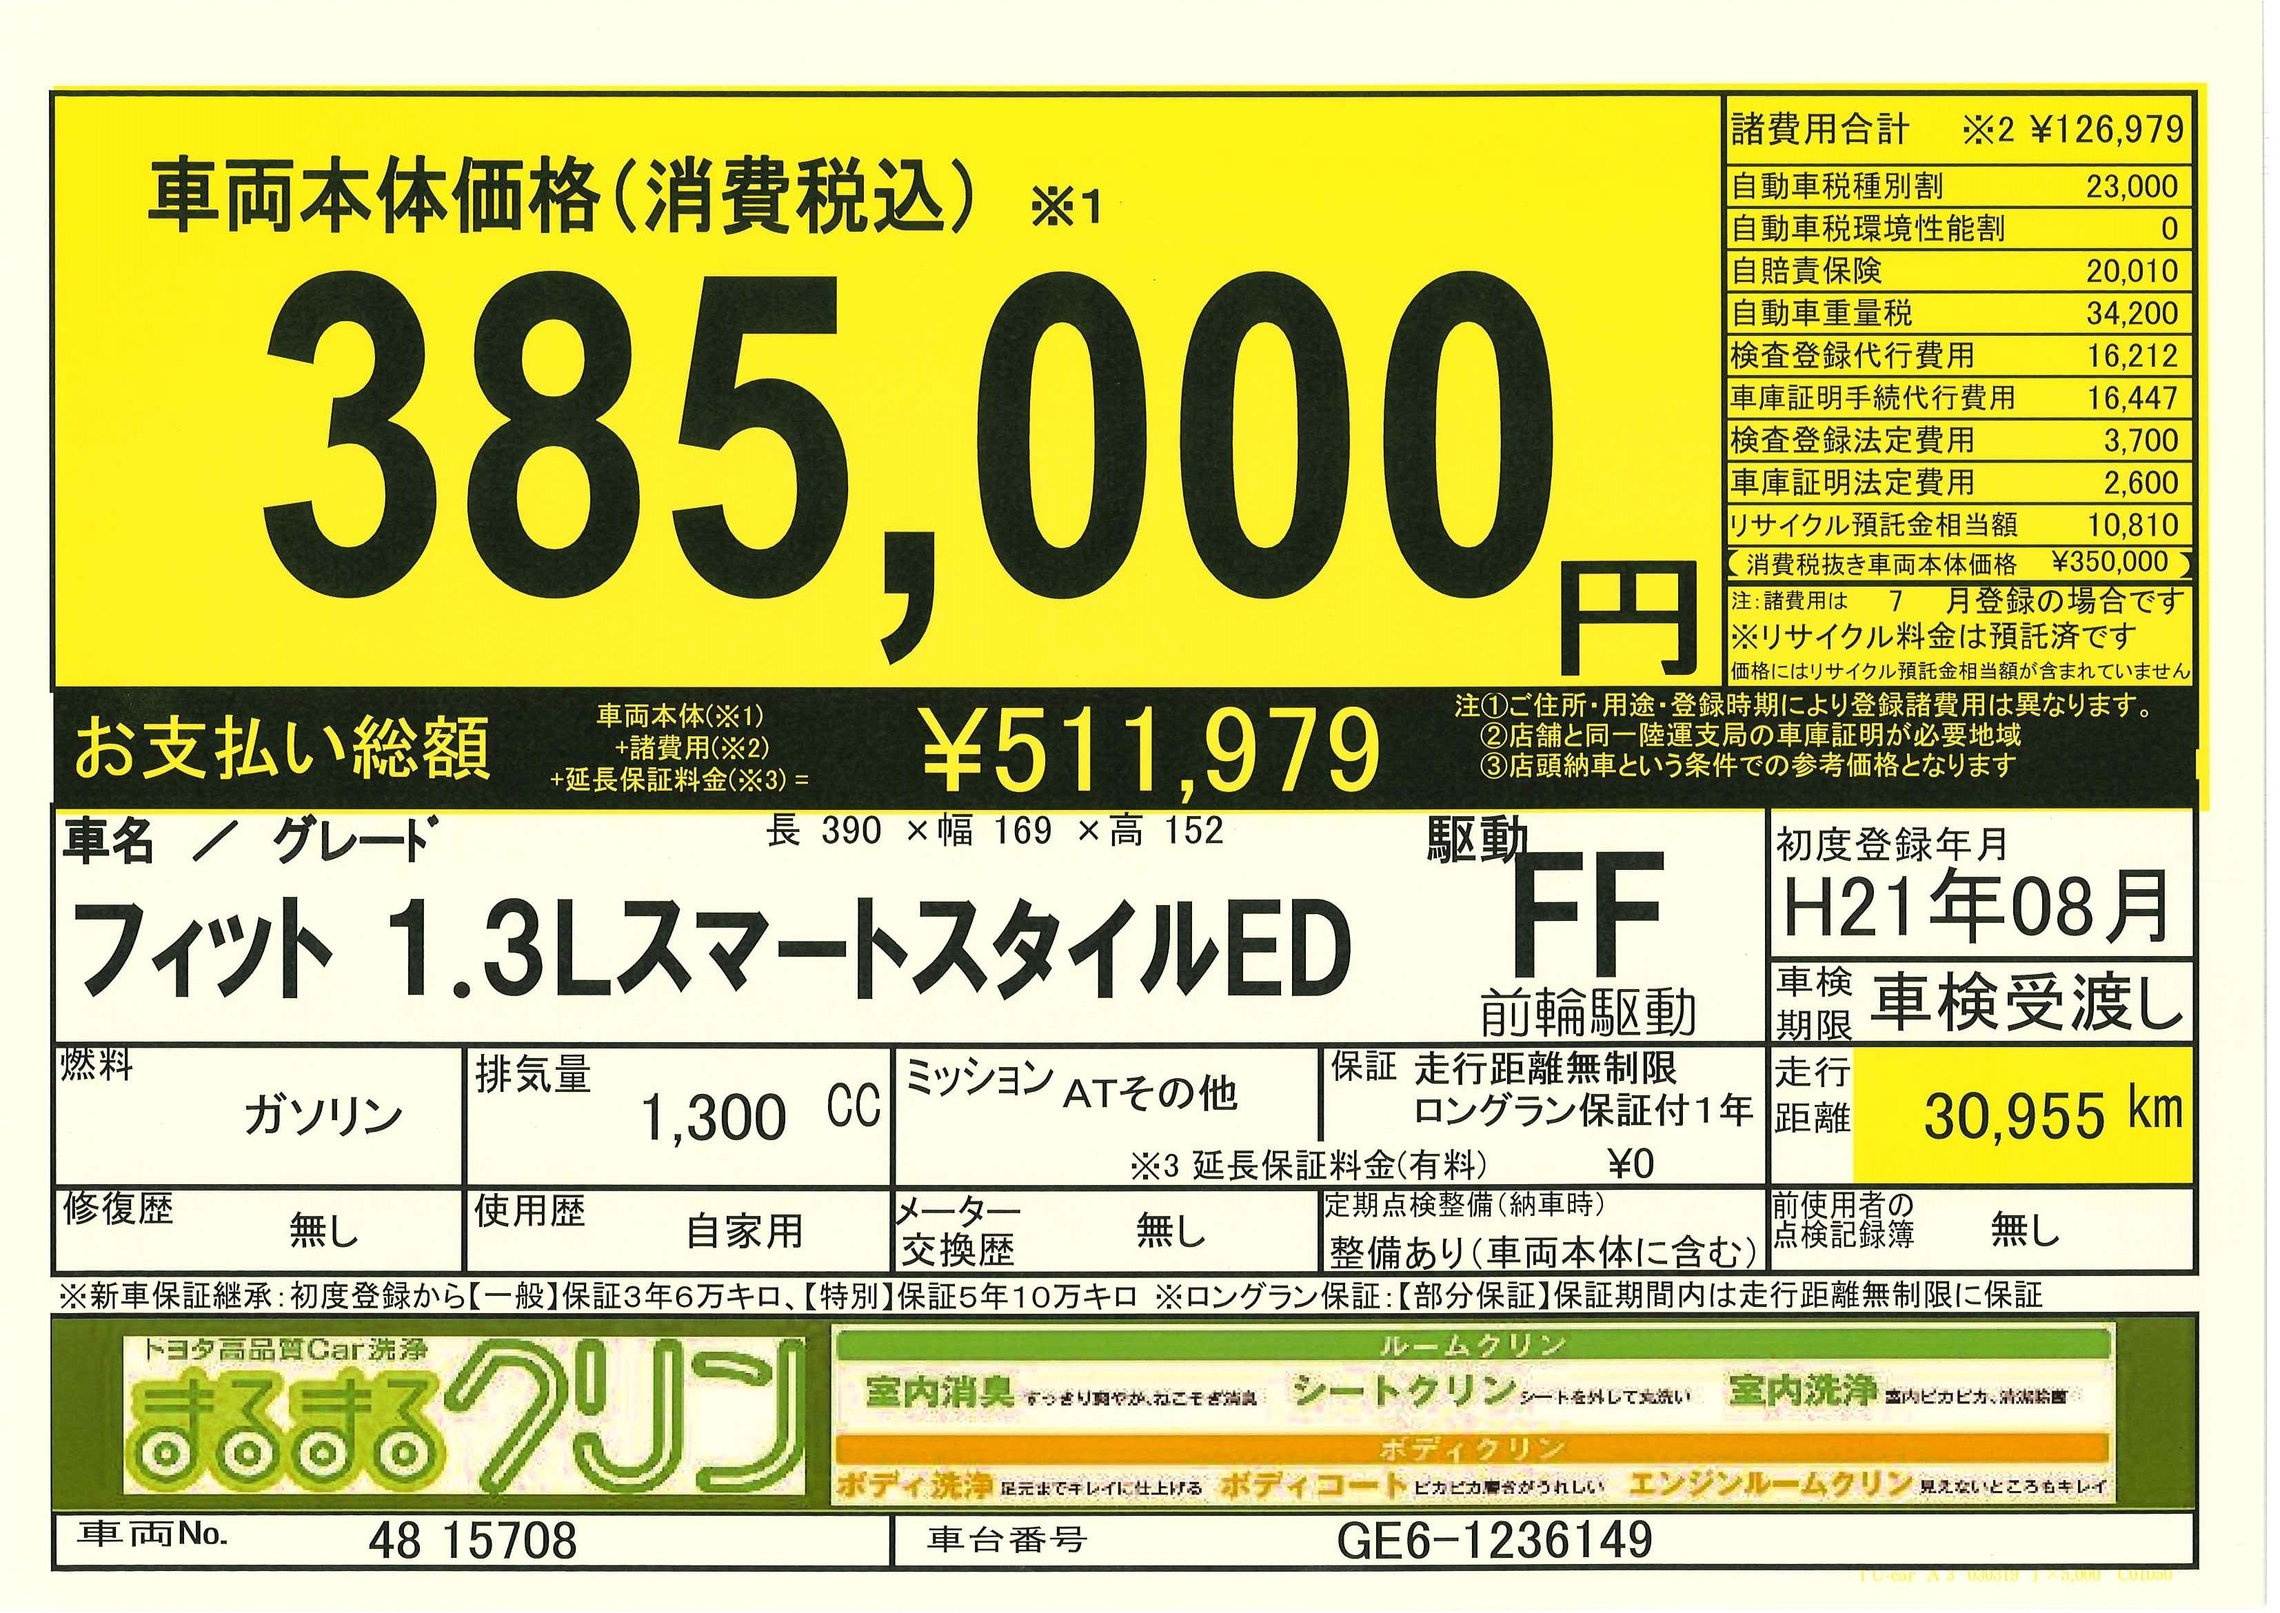 車両本体価格(消費税込) ※1
385,000円
諸費用合計 ※2 ¥126,979
自動車税種別割 23,000
自動車税環境性能割 0
自賠責保険 20,010
自動車重量税 34,200
検査登録代行費用 16,212
車庫証明手続代行費用 16,447
検査登録法定費用 3,700
車庫証明法定費用 2,600
リサイクル預託金相当額 10,810
(消費税抜き車両本体価格 ¥350,000)
注:諸費用は 7 月登録の場合です
※リサイクル料金は預託済です
価格にはリサイクル預託金相当額が含まれていません
お支払い総額
車両本体(※1)
+諸費用(※2)
+延長保証料金(※3)=
¥511,979
注①ご住所・用途・登録時期により登録諸費用は異なります。
②店舗と同一陸運支局の車庫証明が必要地域
③店頭納車という条件での参考価格となります
車名 / グレード
長 390 ×幅 169 ×高 152
フィット 1.3LスマートスタイルED
駆動
FF
前輪駆動
初度登録年月
H21年08月
車検
期限
車検受渡し
燃料
ガソリン
排気量
1,300 CC
ミッション
ATその他
保証 走行距離無制限
ロングラン保証付1年
※3 延長保証料金(有料) ¥0
走行
距離
30,955 km
修復歴
無し
使用歴
自家用
メーター
交換歴
無し
定期点検整備(納車時)
整備あり(車両本体に含む)
前使用者の
点検記録簿
無し
※新車保証継承:初度登録から【一般】保証3年6万キロ、【特別】保証5年10万キロ ※ロングラン保証:【部分保証】保証期間内は走行距離無制限に保証
トヨタ高品質Car洗浄
まるまるクリン
ルームクリン
室内消臭 すっきり爽やか、ねこそぎ消臭 シートクリン シートを外して丸洗い 室内洗浄 室内ピカピカ、清潔除菌
ボディクリン
ボディ洗浄 足元までキレイに仕上げる ボディコート ピカピカ輝きがうれしい エンジンルームクリン 見えないところもキレイ
車両No. 48 15708
車台番号 GE6-1236149